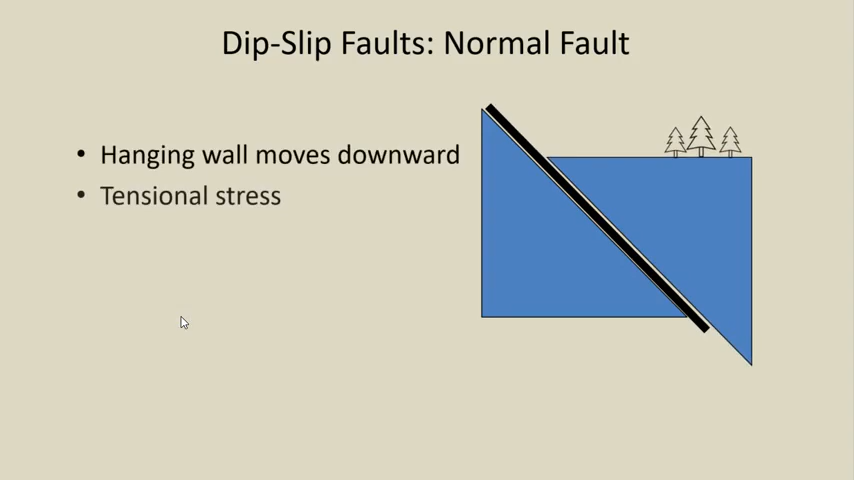 Dip-Slip Faults: Normal Fault
• Hanging wall moves downward
• Tensional stress